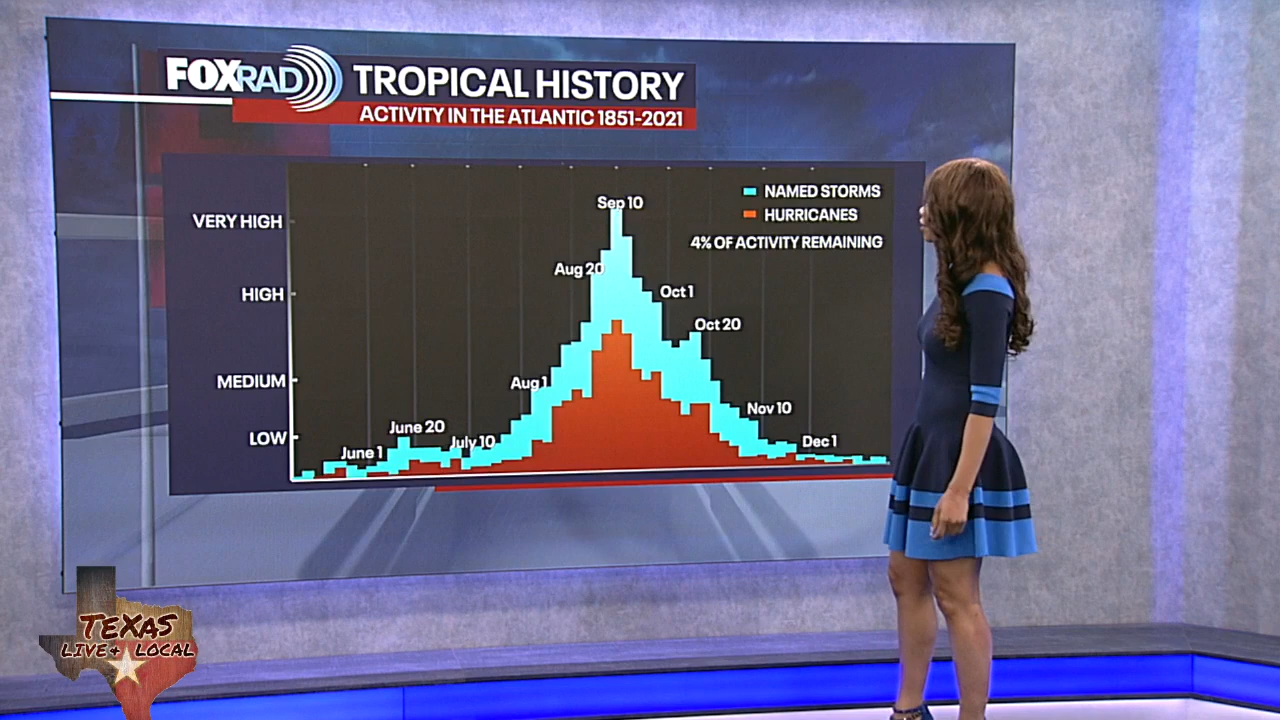 FOXRAD
TROPICAL HISTORY
ACTIVITY IN THE ATLANTIC 1851-2021
NAMED STORMS
HURRICANES
4% OF ACTIVITY REMAINING
VERY HIGH
HIGH
MEDIUM
LOW
June 1
June 20
July 10
Aug 1
Aug 20
Sep 10
Oct 1
Oct 20
Nov 10
Dec 1
TEXAS
LIVE & LOCAL